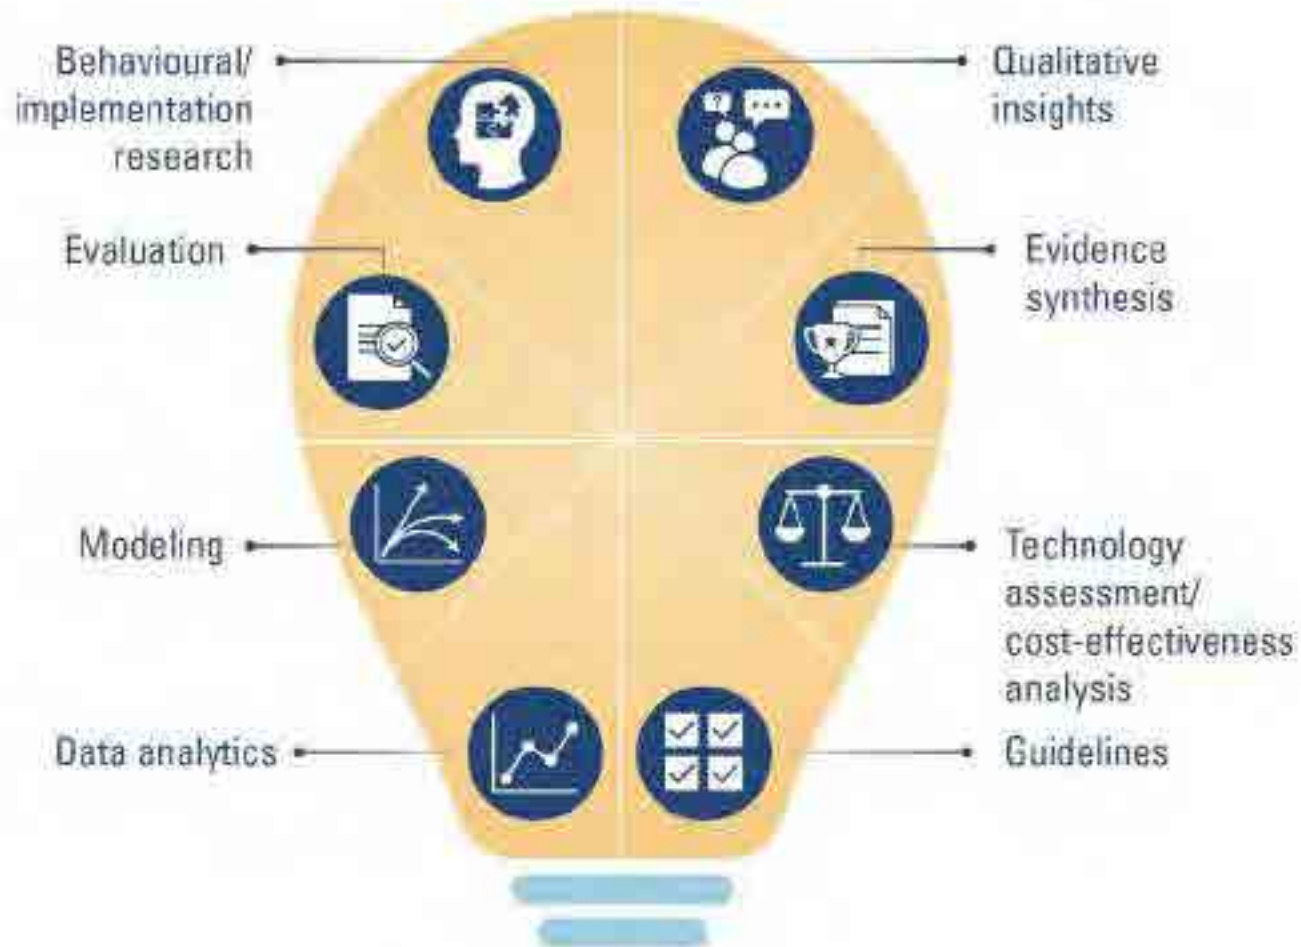 Behavioural/
implementation
research
Qualitative
insights
Evaluation
Evidence
synthesis
Modeling
Technology
assessment/
cost-effectiveness
analysis
Data analytics
Guidelines
?